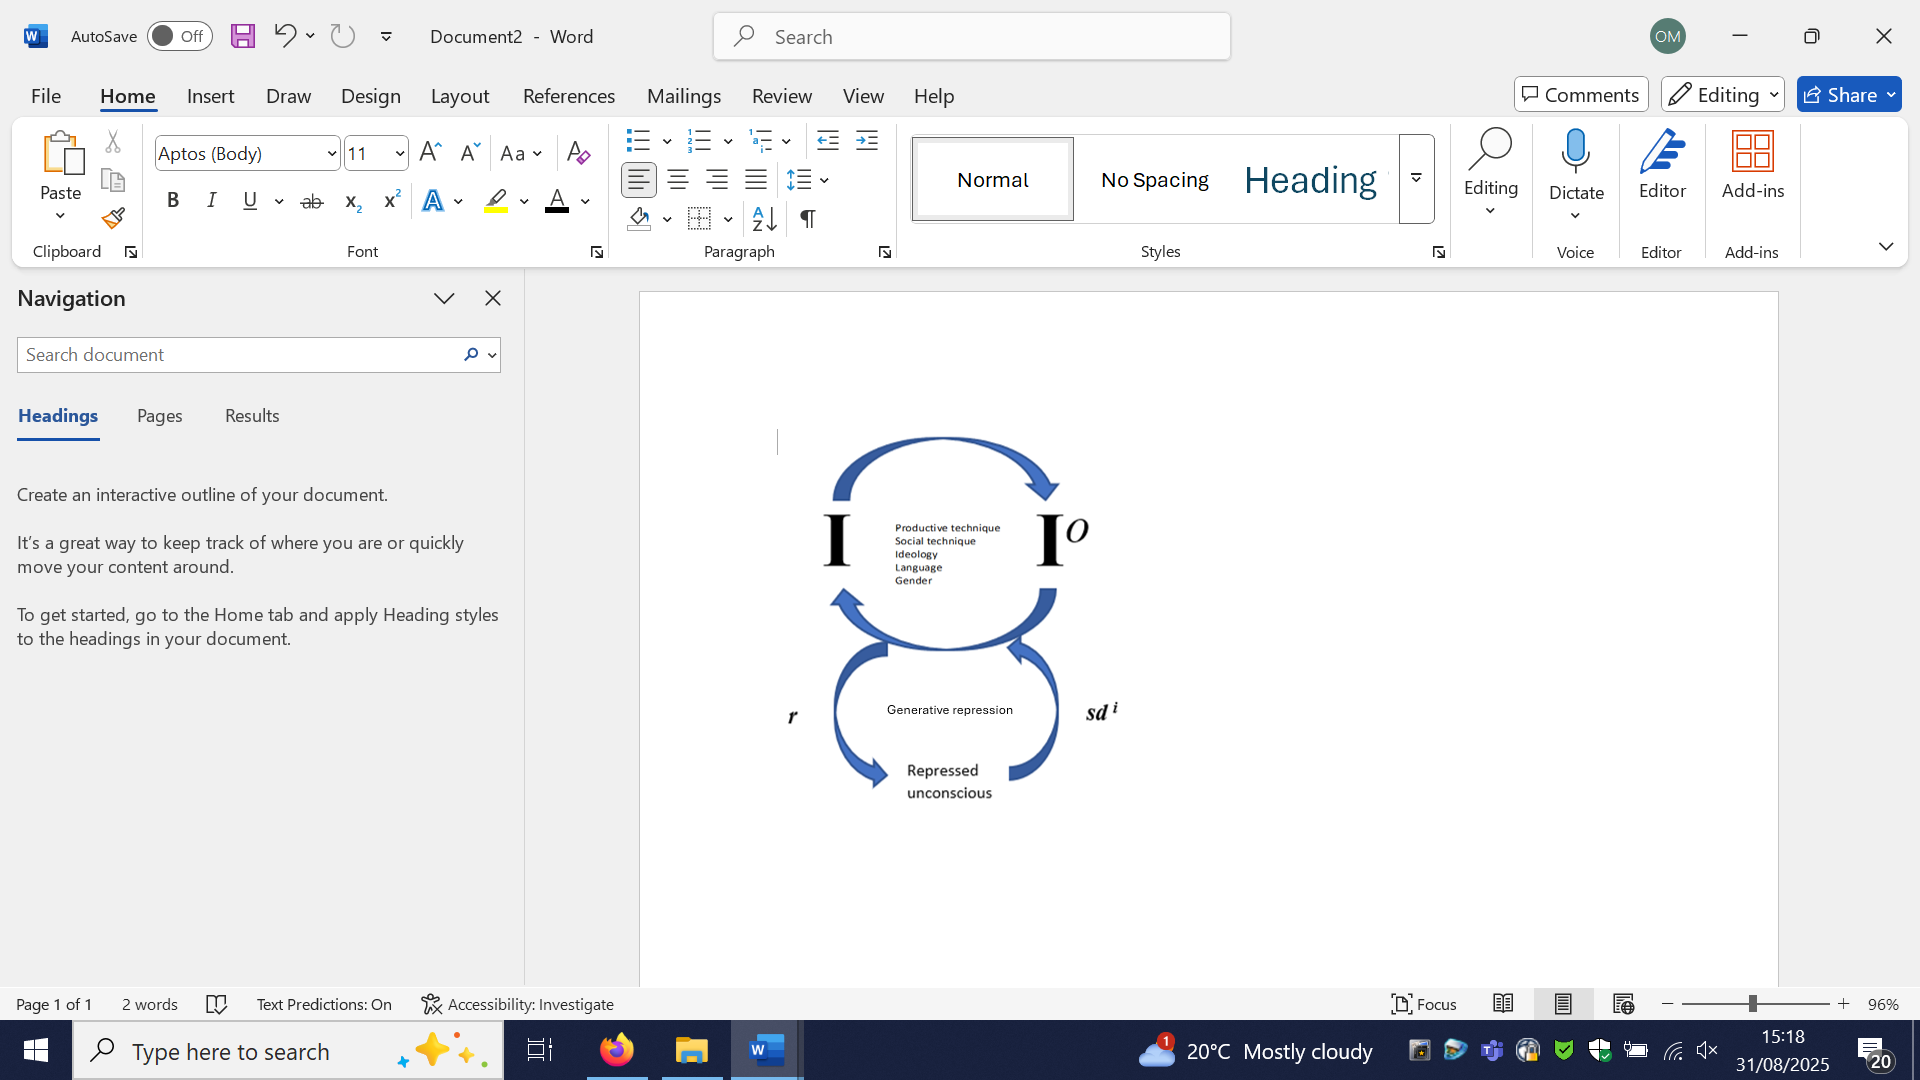 AutoSave Off Document2 - Word Search OM
File Home Insert Draw Design Layout References Mailings Review View Help Comments Editing Share
Paste Aptos (Body) 11 Aa Normal No Spacing Heading Editing Dictate Editor Add-ins
B I U ab x2 x2 A A
Clipboard Font Paragraph Styles Voice Editor Add-ins
Navigation
Search document
Headings Pages Results
Create an interactive outline of your document.
It's a great way to keep track of where you are or quickly
move your content around.
To get started, go to the Home tab and apply Heading styles
to the headings in your document.
I I O
Productive technique
Social technique
Ideology
Language
Gender
Generative repression
r sd i
Repressed
unconscious
Page 1 of 1 2 words Text Predictions: On Accessibility: Investigate Focus 96%
Type here to search 1 20°C Mostly cloudy 15:18
31/08/2025 20